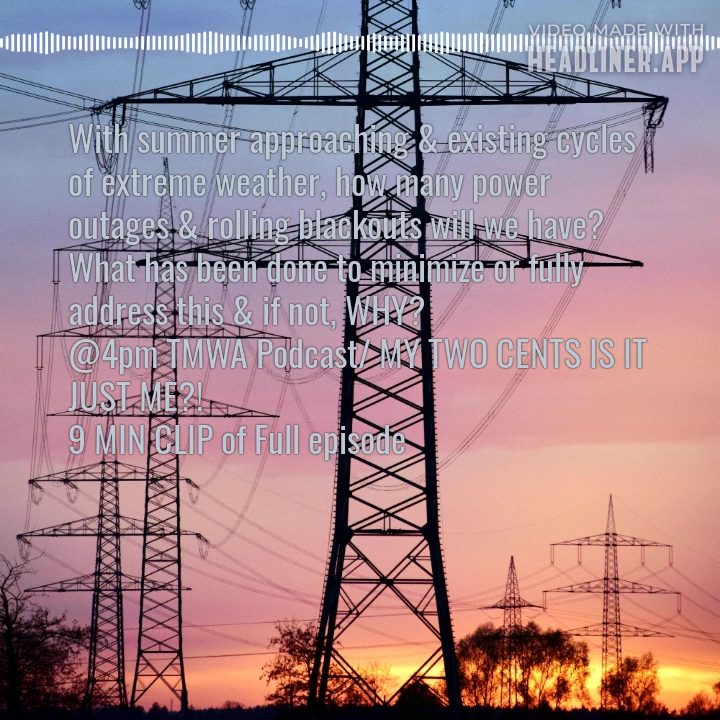 VIDEO MADE WITH
HEADLINER.APP
With summer approaching & existing cycles
of extreme weather, how many power
outages & rolling blackouts will we have?
What has been done to minimize or fully
address this & if not, WHY?
@4pm TMWA Podcast/ MY TWO CENTS IS IT
JUST ME?!
9 MIN CLIP of Full episode